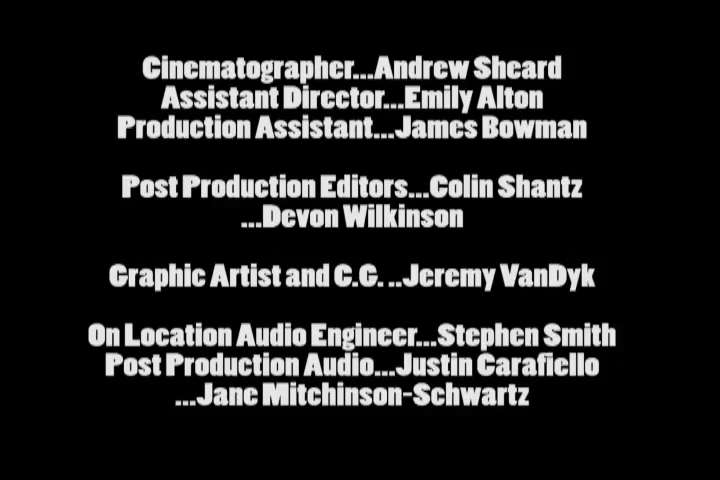 Cinematographer...Andrew Sheard
Assistant Director...Emily Alton
Production Assistant...James Bowman
Post Production Editors...Colin Shantz
...Devon Wilkinson
Graphic Artist and C.G. ..Jeremy VanDyk
On Location Audio Engineer...Stephen Smith
Post Production Audio...Justin Carafiello
...Jane Mitchinson-Schwartz